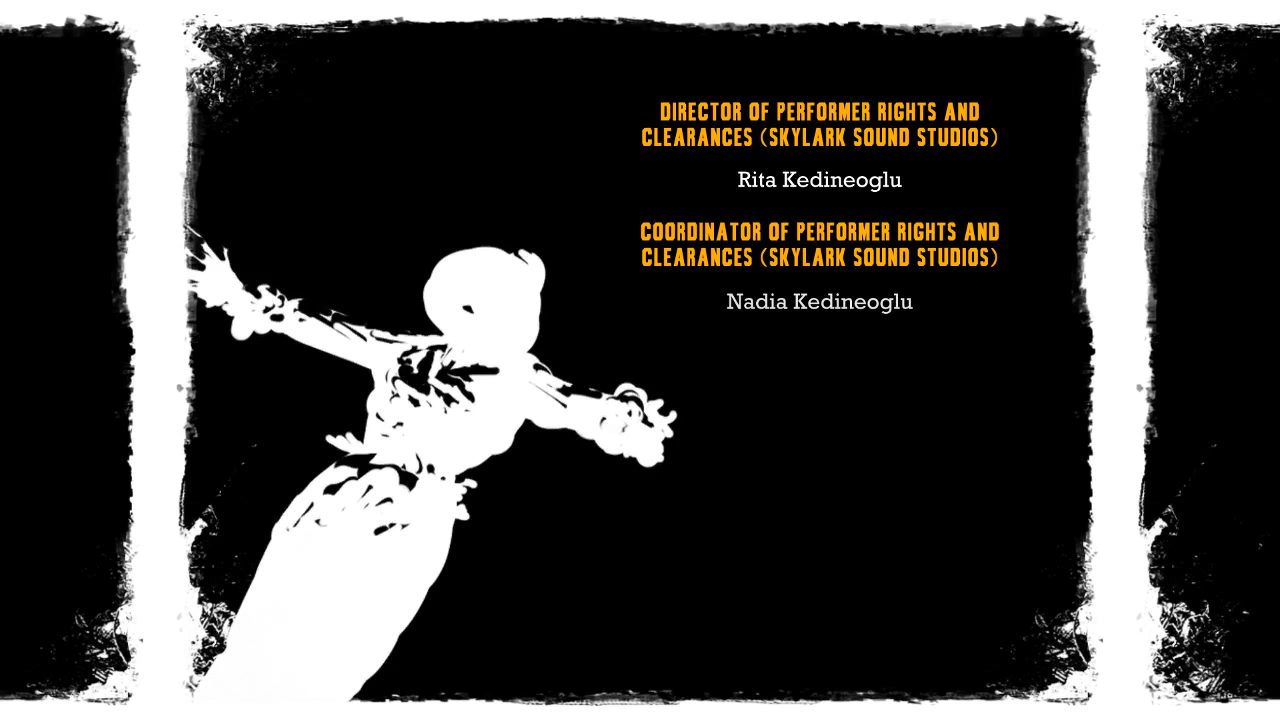 DIRECTOR OF PERFORMER RIGHTS AND
CLEARANCES (SKYLARK SOUND STUDIOS)
Rita Kedineoglu
COORDINATOR OF PERFORMER RIGHTS AND
CLEARANCES (SKYLARK SOUND STUDIOS)
Nadia Kedineoglu